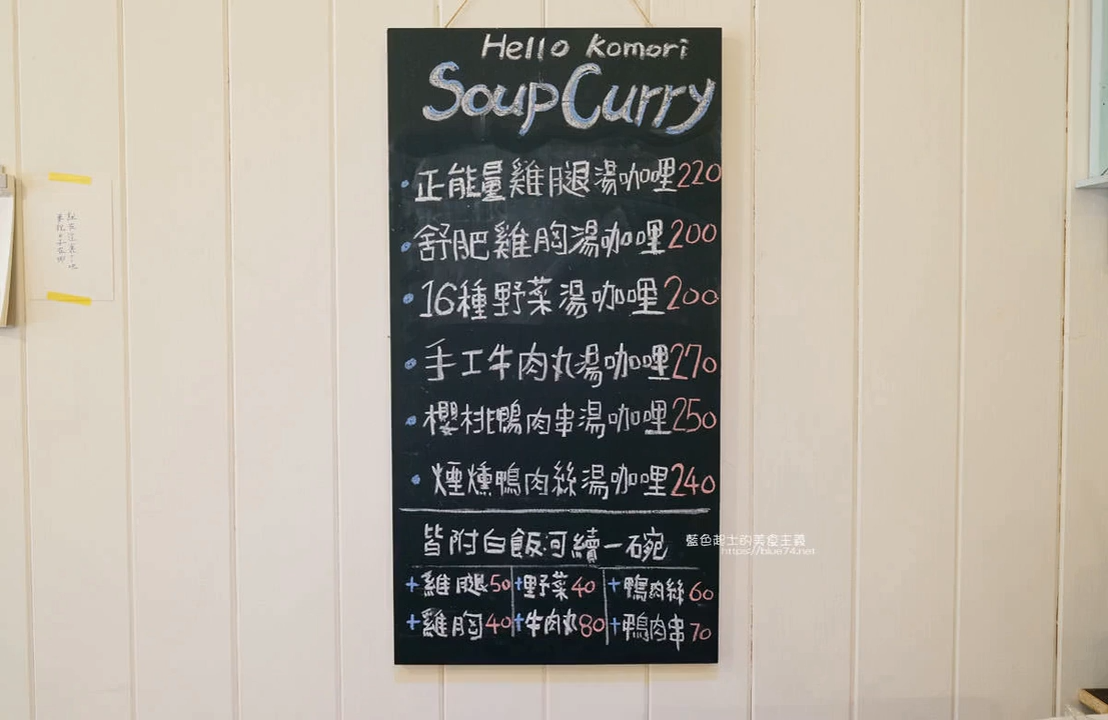 Hello Komori
Soup Curry
正能量雞腿湯咖哩220
舒肥雞胸湯咖哩200
16種野菜湯咖哩200
手工牛肉丸湯咖哩270
櫻桃鴨肉串湯咖哩250
煙燻鴨肉絲湯咖哩240
皆附白飯可續一碗
+雞腿50 +野菜40 +鴨肉絲60
+雞胸40 +牛肉丸80 +鴨肉串70
藍色起士的美食主義
https://blue74.net